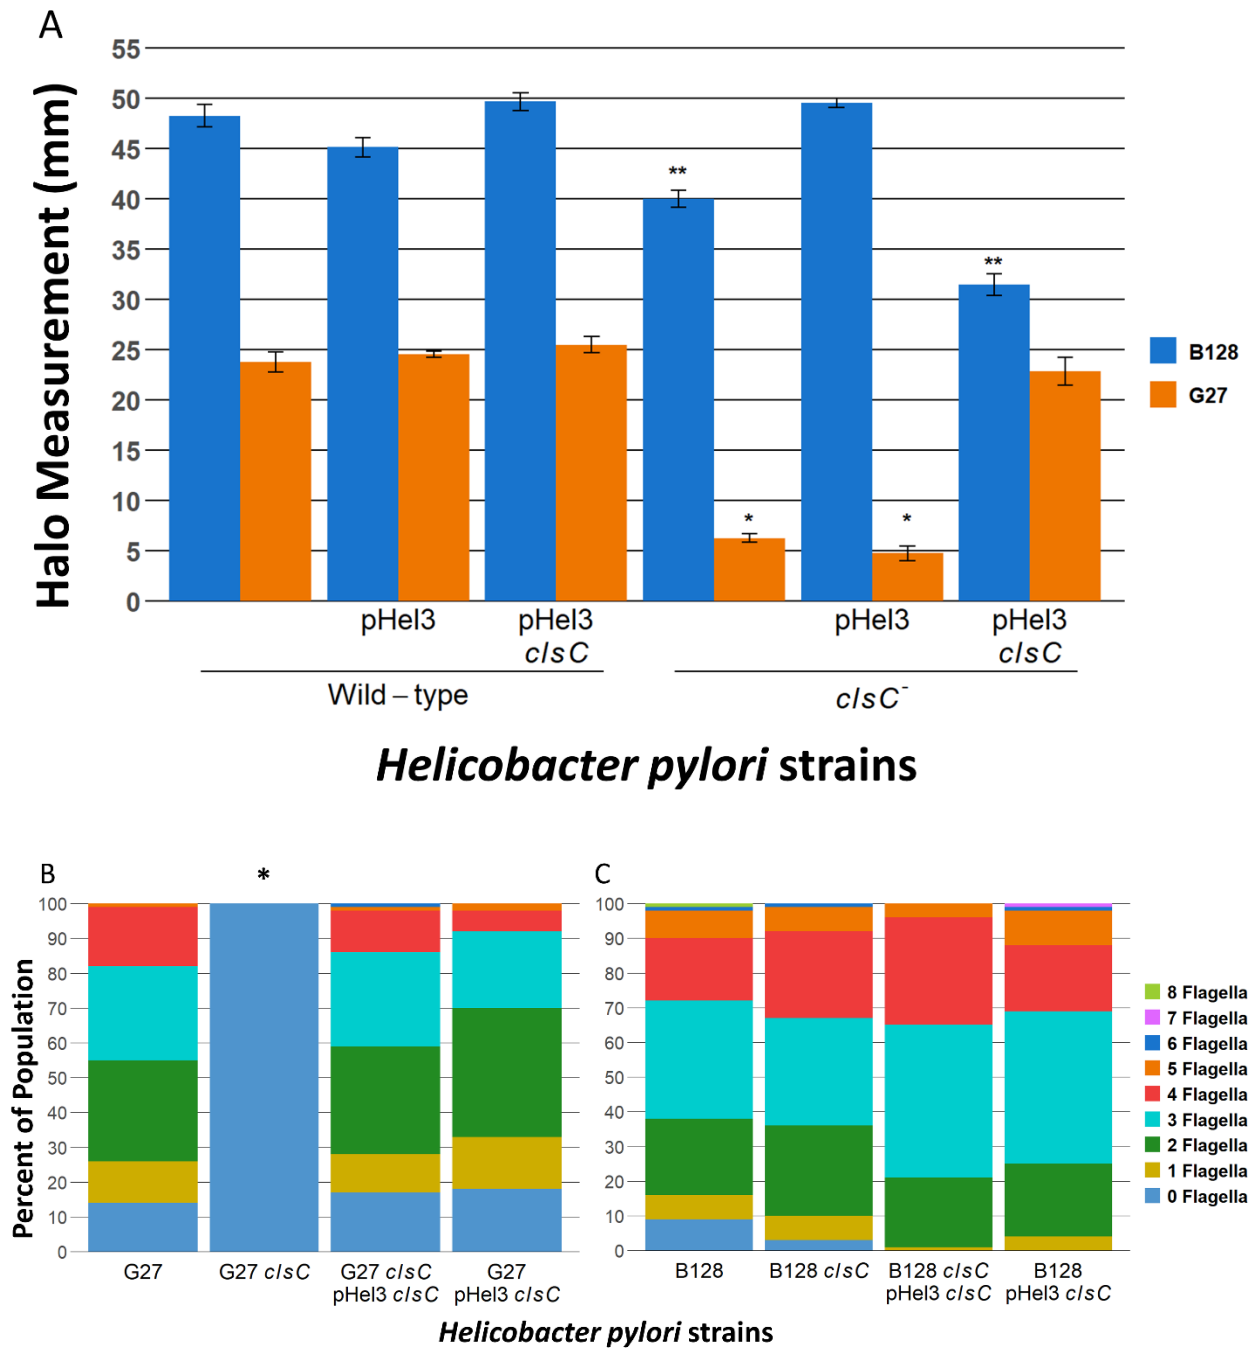 A
Halo Measurement (mm)
55
50
45
40
35
30
25
20
15
10
5
0
**
**
*
*
B128
G27
pHel3
pHel3
clsC
pHel3
pHel3
clsC
Wild – type
clsC⁻
Helicobacter pylori strains
B
*
C
Percent of Population
100
90
80
70
60
50
40
30
20
10
0
G27
G27 clsC
G27 clsC
pHel3 clsC
G27
pHel3 clsC
100
90
80
70
60
50
40
30
20
10
0
B128
B128 clsC
B128 clsC
pHel3 clsC
B128
pHel3 clsC
8 Flagella
7 Flagella
6 Flagella
5 Flagella
4 Flagella
3 Flagella
2 Flagella
1 Flagella
0 Flagella
Helicobacter pylori strains